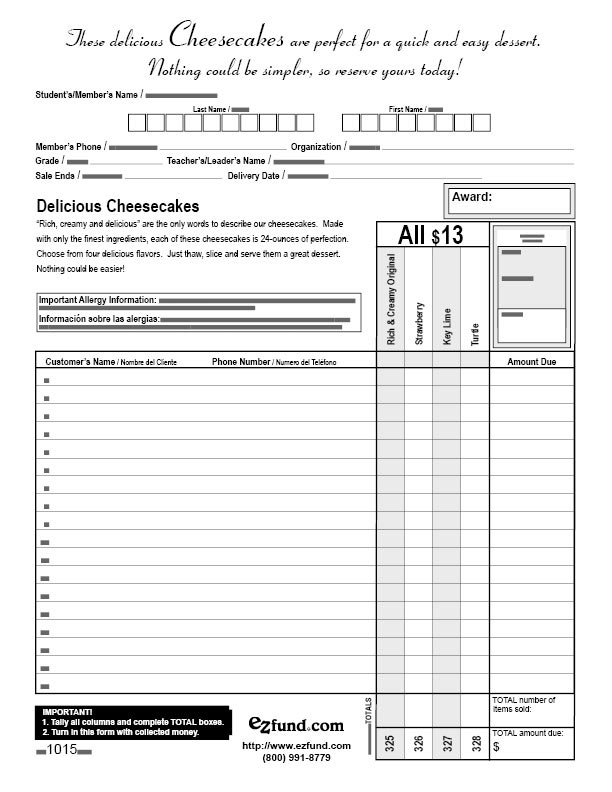 These delicious Cheesecakes are perfect for a quick and easy dessert.
Nothing could be simpler, so reserve yours today!
Student's/Member's Name /
Last Name /
First Name /
Member's Phone /
Organization /
Grade /
Teacher's/Leader's Name /
Sale Ends /
Delivery Date /
Award:
Delicious Cheesecakes
"Rich, creamy and delicious" are the only words to describe our cheesecakes. Made
with only the finest ingredients, each of these cheesecakes is 24-ounces of perfection.
Choose from four delicious flavors. Just thaw, slice and serve them a great dessert.
Nothing could be easier!
All $13
Rich & Creamy Original
Strawberry
Key Lime
Turtle
Important Allergy Information:
Información sobre las alergias:
Customer's Name / Nombre del Cliente
Phone Number / Numero del Teléfono
Amount Due
IMPORTANT!
1. Tally all columns and complete TOTAL boxes.
2. Turn in this form with collected money.
1015
ezfund.com
http://www.ezfund.com
(800) 991-8779
TOTALS
325
326
327
328
TOTAL number of
items sold:
TOTAL amount due:
$